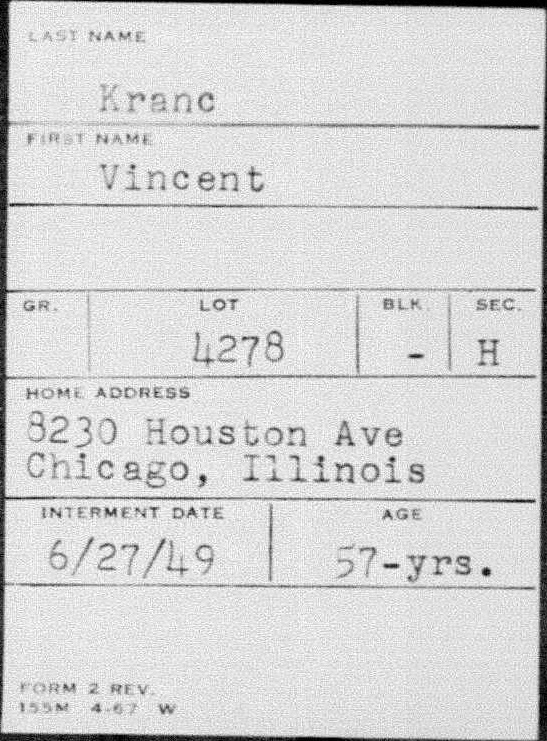 LAST NAME
Kranc
FIRST NAME
Vincent
GR. LOT BLK. SEC.
4278 - H
HOME ADDRESS
8230 Houston Ave
Chicago, Illinois
INTERMENT DATE AGE
6/27/49 57-yrs.
FORM 2 REV.
155M 4-67 W